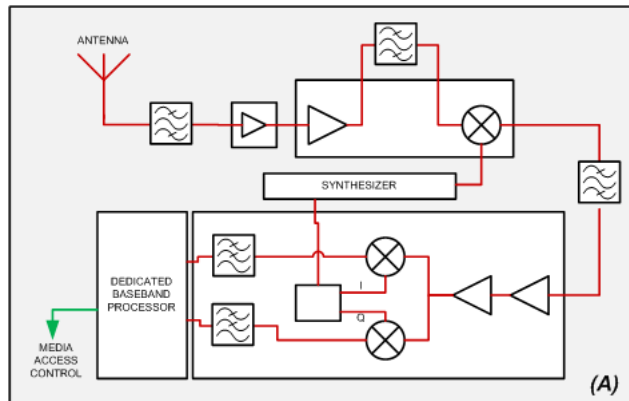 ANTENNA
SYNTHESIZER
DEDICATED
BASEBAND
PROCESSOR
I
Q
MEDIA
ACCESS
CONTROL
(A)